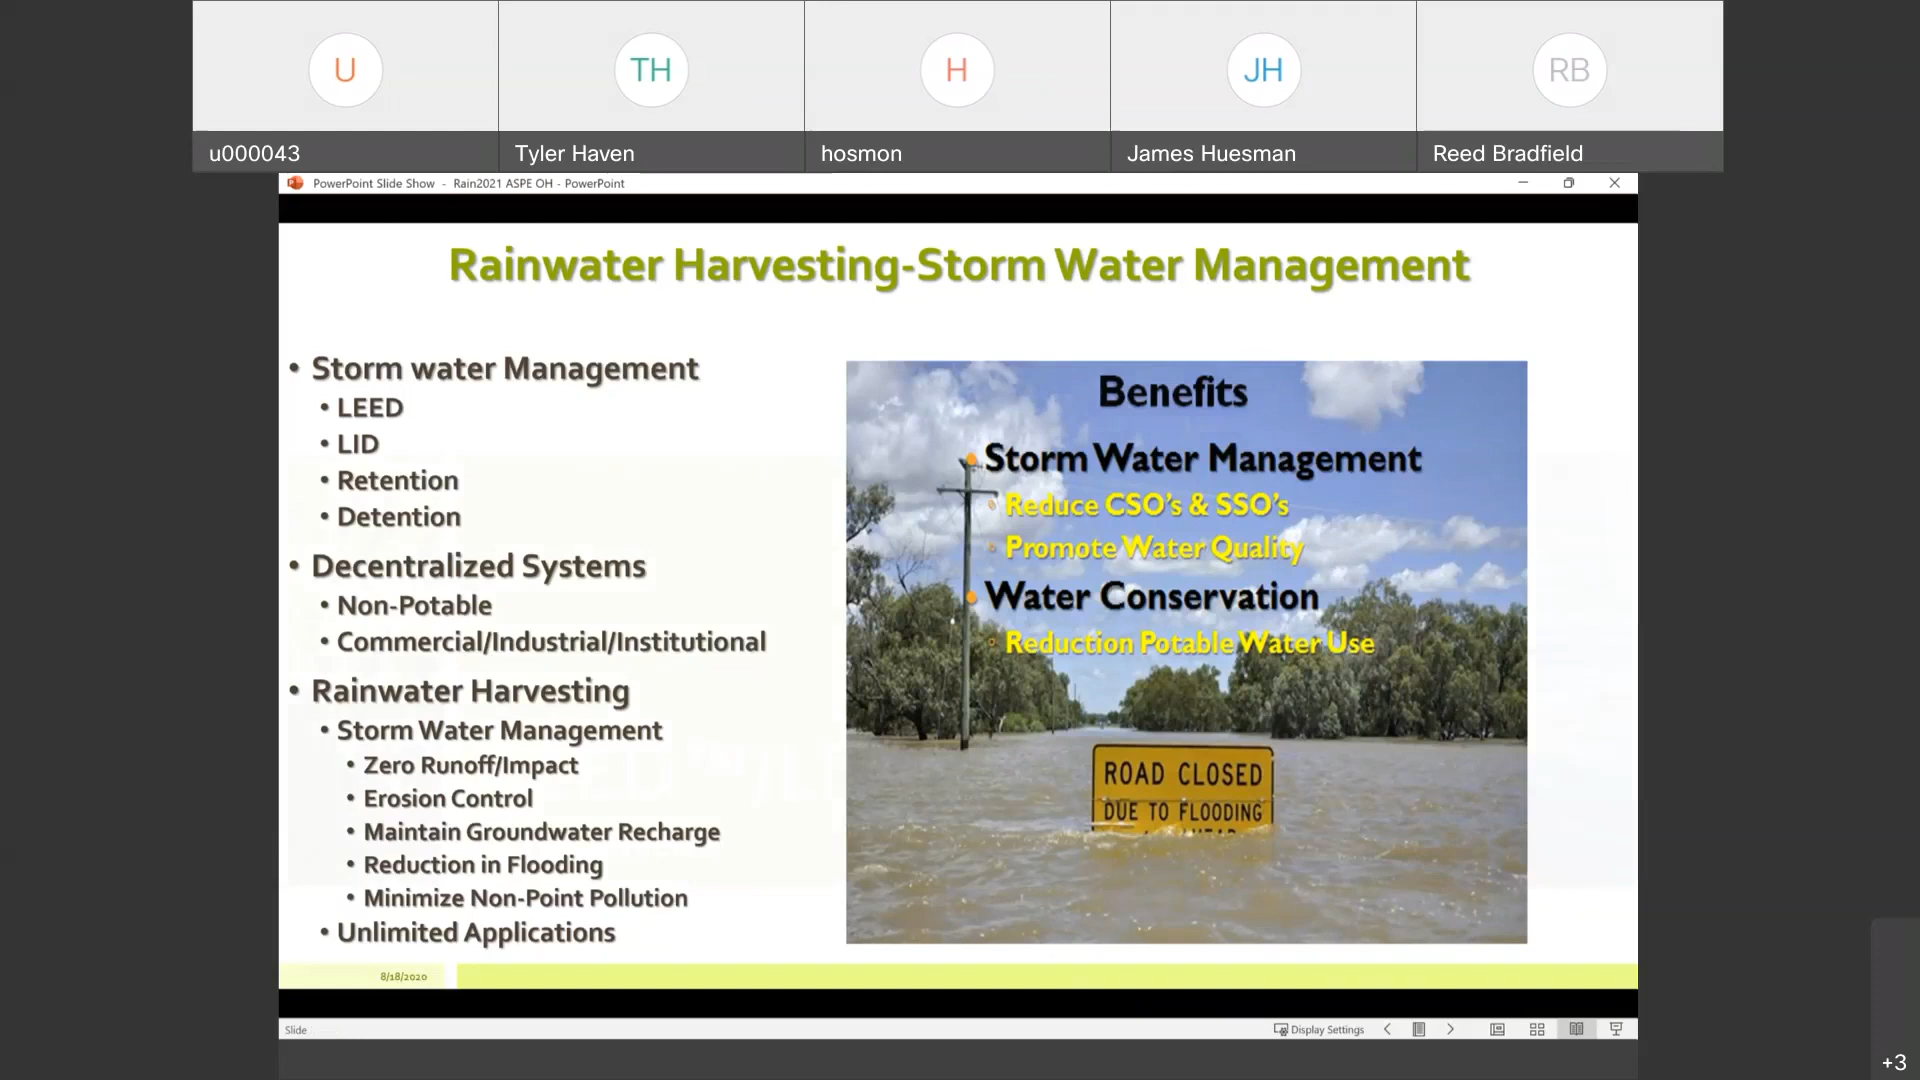 U
TH
H
JH
RB
u000043
Tyler Haven
hosmon
James Huesman
Reed Bradfield
PowerPoint Slide Show - Rain2021 ASPE OH - PowerPoint
Rainwater Harvesting-Storm Water Management
• Storm water Management
• LEED
• LID
• Retention
• Detention
• Decentralized Systems
• Non-Potable
• Commercial/Industrial/Institutional
• Rainwater Harvesting
• Storm Water Management
• Zero Runoff/Impact
• Erosion Control
• Maintain Groundwater Recharge
• Reduction in Flooding
• Minimize Non-Point Pollution
• Unlimited Applications
Benefits
• Storm Water Management
• Reduce CSO's & SSO's
• Promote Water Quality
• Water Conservation
• Reduction Potable Water Use
ROAD CLOSED
DUE TO FLOODING
8/18/2020
Slide
Display Settings
+3